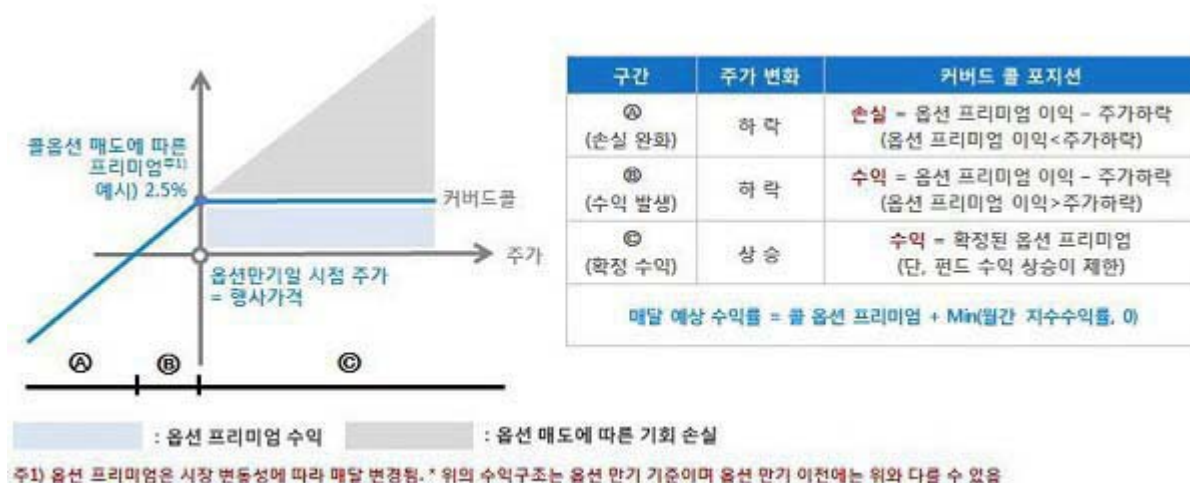 콜옵션 매도에 따른
프리미엄주1)
예시) 2.5%
커버드콜
주가
옵션만기일 시점 주가
= 행사가격
Ⓐ
Ⓑ
Ⓒ
구간
주가 변화
커버드 콜 포지션
Ⓐ
(손실 완화)
하 락
손실 = 옵션 프리미엄 이익 – 주가하락
(옵션 프리미엄 이익<주가하락)
Ⓑ
(수익 발생)
하 락
수익 = 옵션 프리미엄 이익 – 주가하락
(옵션 프리미엄 이익>주가하락)
Ⓒ
(확정 수익)
상 승
수익 = 확정된 옵션 프리미엄
(단, 펀드 수익 상승이 제한)
매달 예상 수익률 = 콜 옵션 프리미엄 + Min(월간 지수수익률, 0)
: 옵션 프리미엄 수익
: 옵션 매도에 따른 기회 손실
주1) 옵션 프리미엄은 시장 변동성에 따라 매달 변경됨. * 위의 수익구조는 옵션 만기 기준이며 옵션 만기 이전에는 위와 다를 수 있음